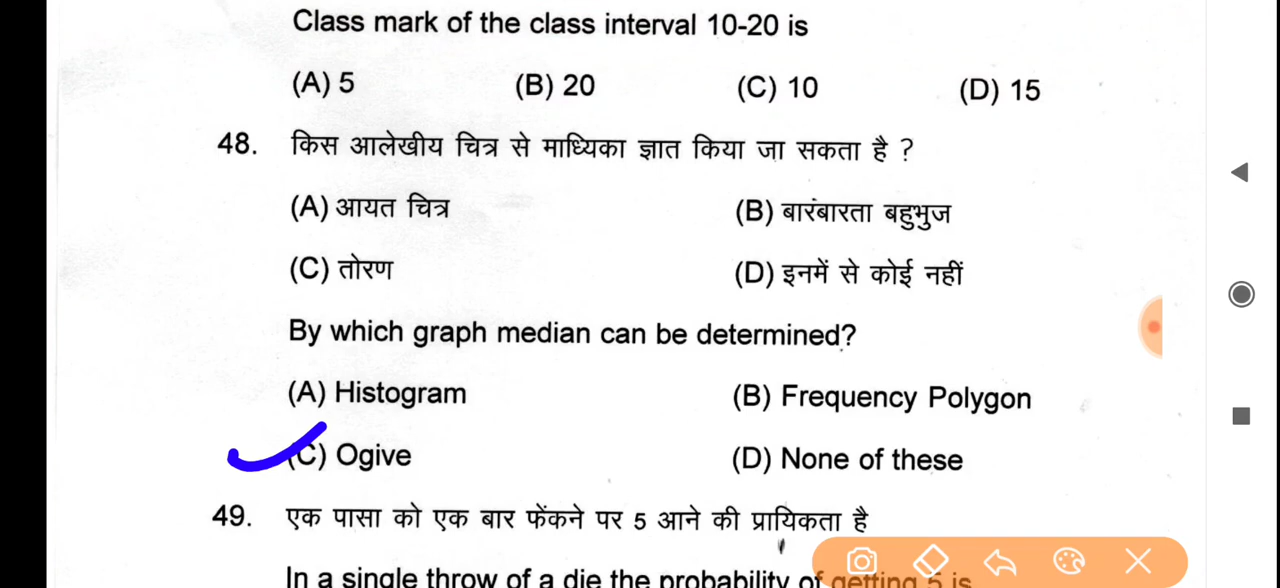 Class mark of the class interval 10-20 is
(A) 5 (B) 20 (C) 10 (D) 15
48. किस आलेखीय चित्र से माध्यिका ज्ञात किया जा सकता है ?
(A) आयत चित्र (B) बारंबारता बहुभुज
(C) तोरण (D) इनमें से कोई नहीं
By which graph median can be determined?
(A) Histogram (B) Frequency Polygon
(C) Ogive (D) None of these
49. एक पासा को एक बार फेंकने पर 5 आने की प्रायिकता है
In a single throw of a die the probability of getting 5 is